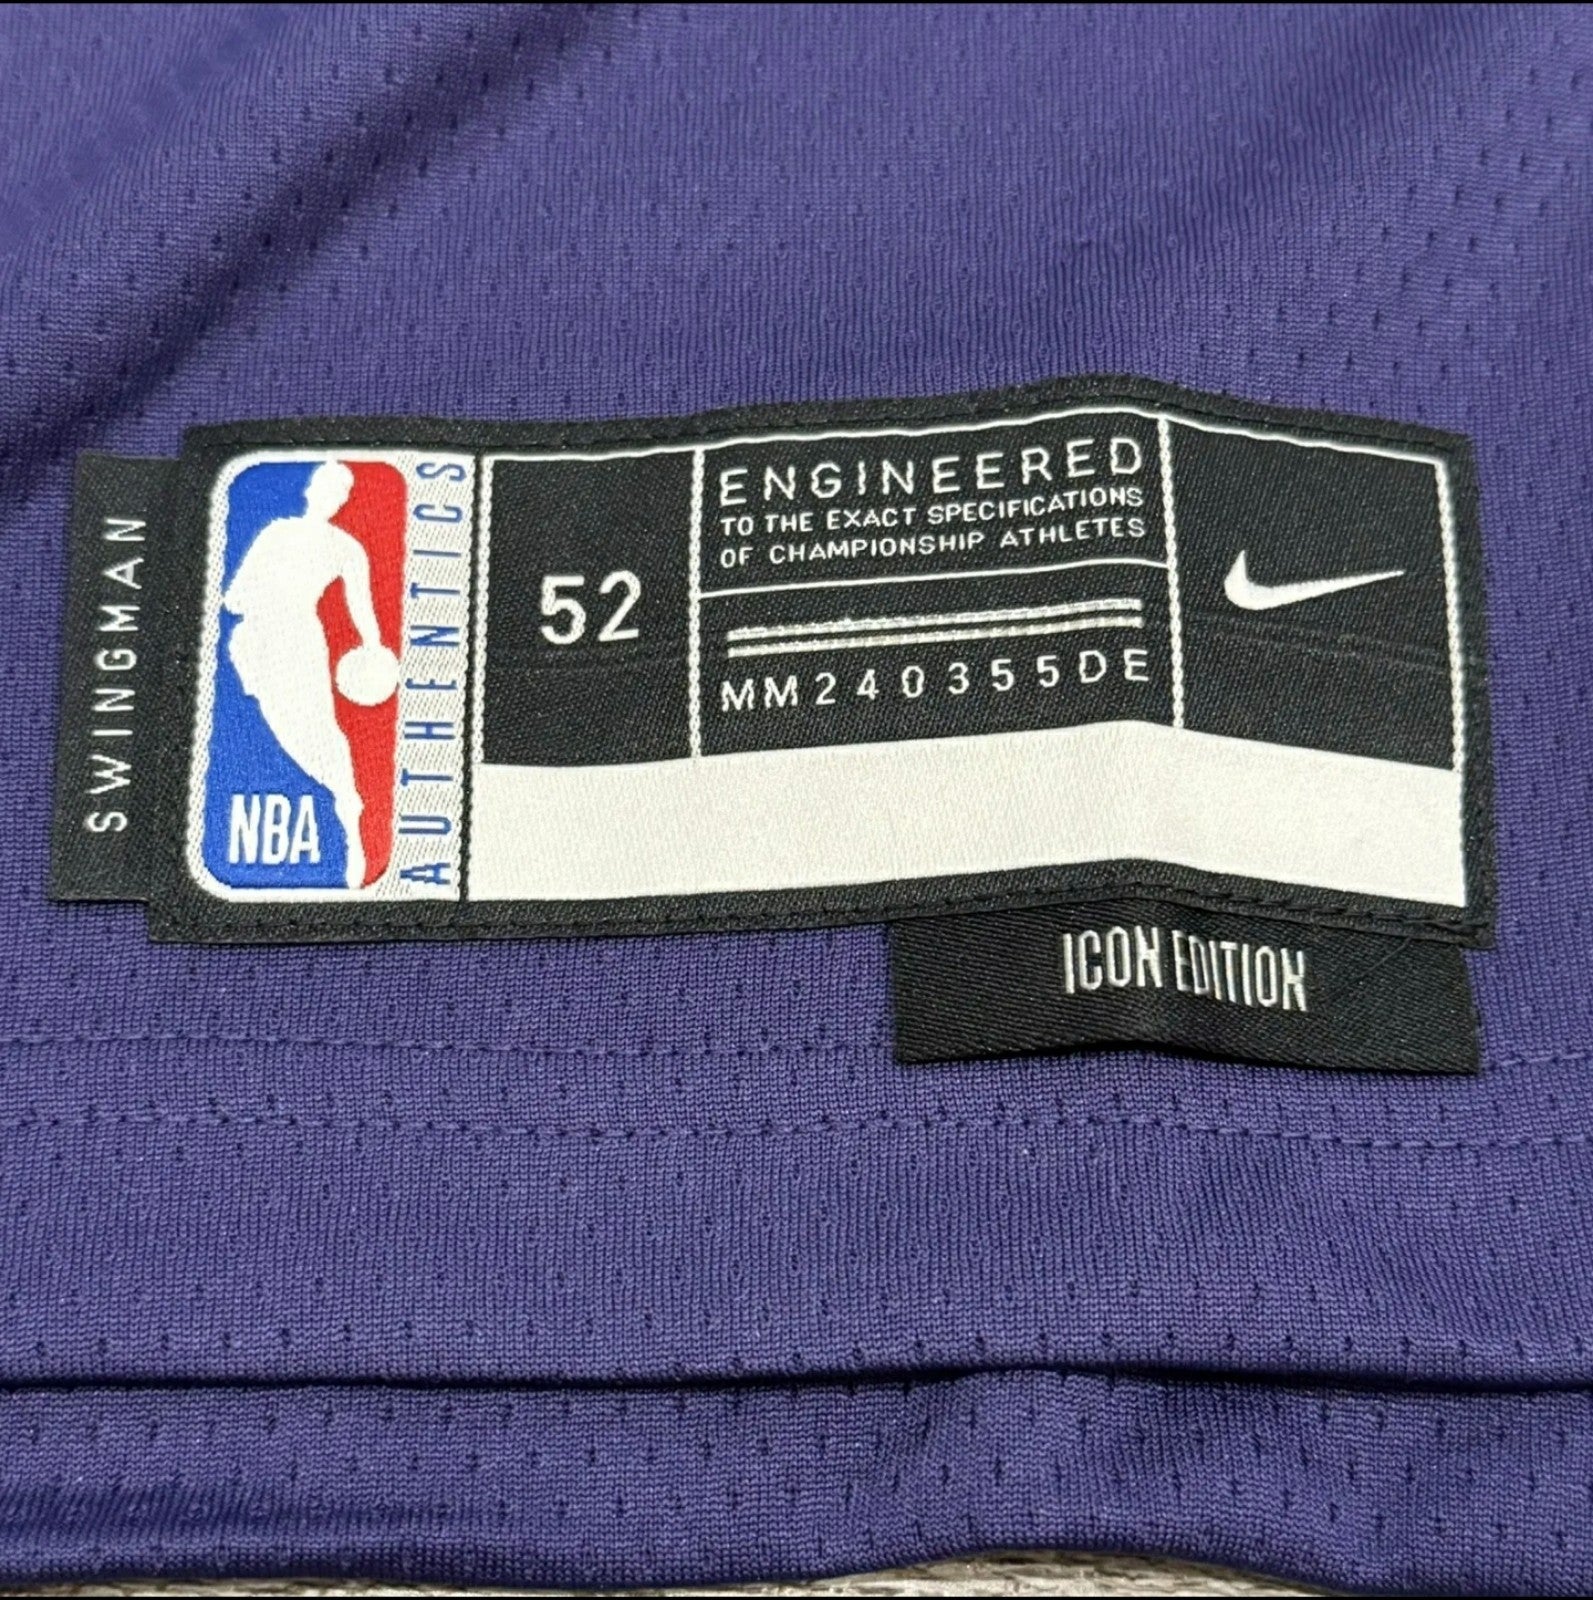 SWINGMAN
NBA
AUTHENTICS
52
ENGINEERED
TO THE EXACT SPECIFICATIONS
OF CHAMPIONSHIP ATHLETES
MM240355DE
ICON EDITION